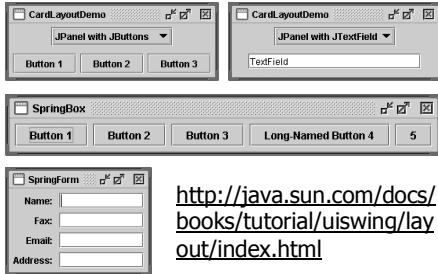 CardLayoutDemo
JPanel with JButtons
Button 1 Button 2 Button 3
CardLayoutDemo
JPanel with JTextField
TextField
SpringBox
Button 1 Button 2 Button 3 Long-Named Button 4 5
SpringForm
Name:
Fax:
Email:
Address:
http://java.sun.com/docs/
books/tutorial/uiswing/lay
out/index.html